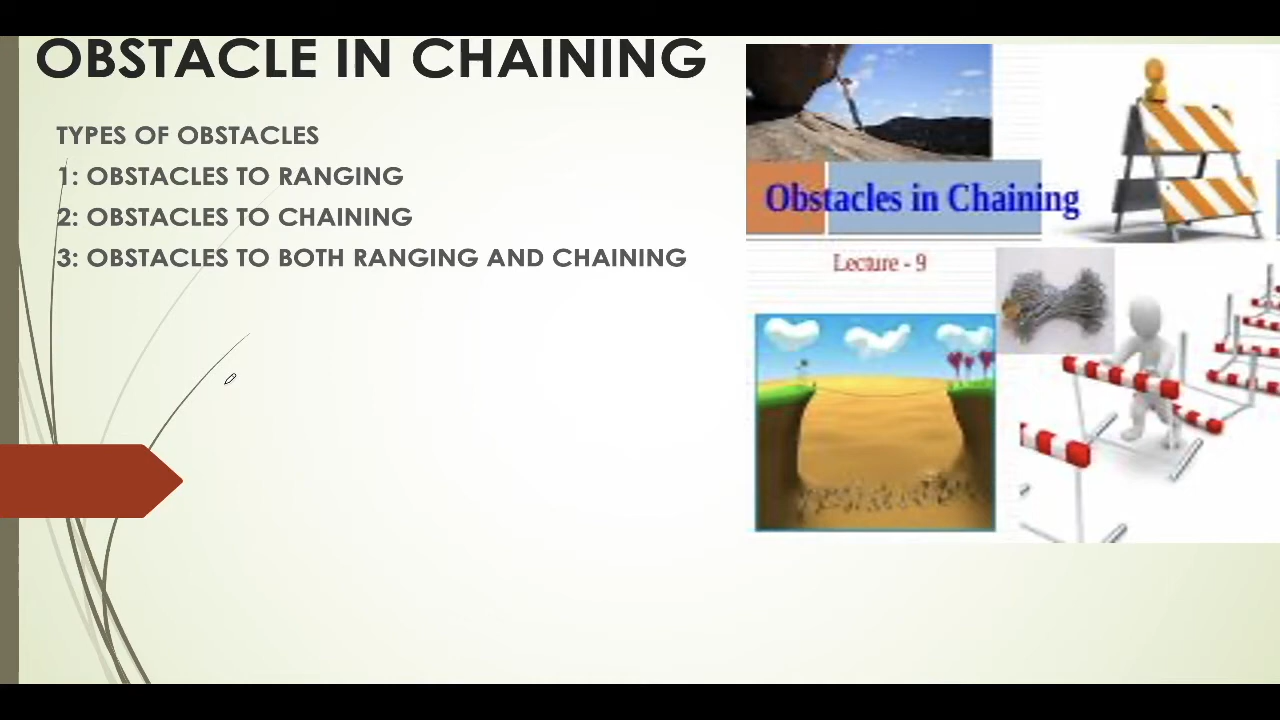 OBSTACLE IN CHAINING
TYPES OF OBSTACLES
1: OBSTACLES TO RANGING
2: OBSTACLES TO CHAINING
3: OBSTACLES TO BOTH RANGING AND CHAINING
Obstacles in Chaining
Lecture - 9